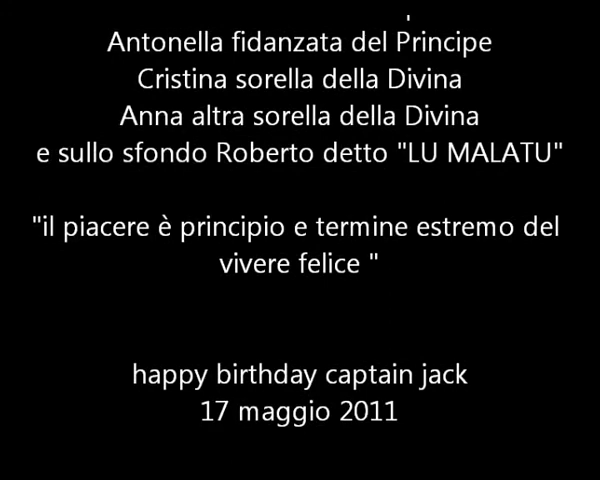 Antonella fidanzata del Principe
Cristina sorella della Divina
Anna altra sorella della Divina
e sullo sfondo Roberto detto "LU MALATU"
"il piacere è principio e termine estremo del
vivere felice "
happy birthday captain jack
17 maggio 2011